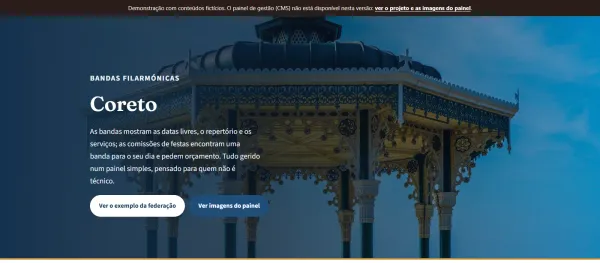 Demonstração com conteúdos fictícios. O painel de gestão (CMS) não está disponível nesta versão: ver o projeto e as imagens do painel.
BANDAS FILARMÓNICAS
Coreto
As bandas mostram as datas livres, o repertório e os
serviços; as comissões de festas encontram uma
banda para o seu dia e pedem orçamento. Tudo gerido
num painel simples, pensado para quem não é
técnico.
Ver o exemplo da federação
Ver imagens do painel